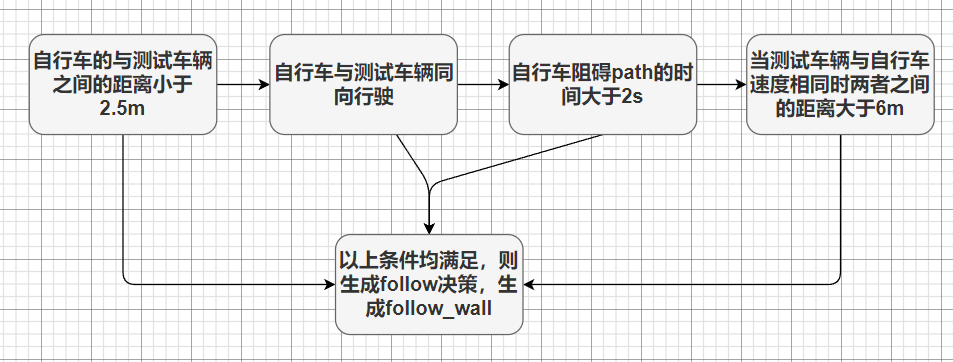 自行车的与测试车辆
之间的距离小于
2.5m
自行车与测试车辆同
向行驶
自行车阻碍path的时
间大于2s
当测试车辆与自行车
速度相同时两者之间
的距离大于6m
以上条件均满足，则
生成follow决策，生
成follow_wall